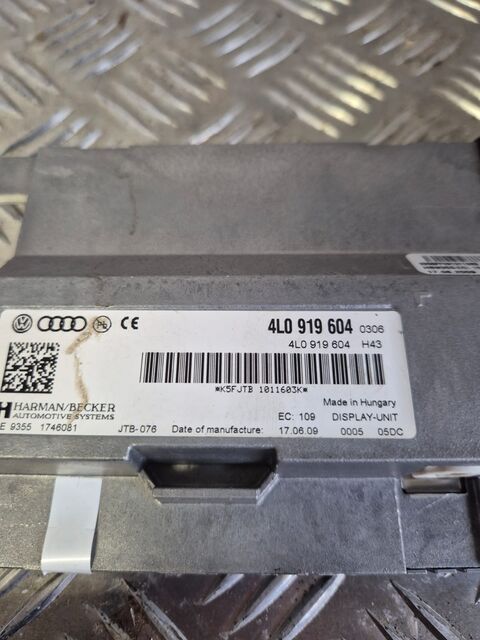 4L0 919 604 0306
4L0 919 604 H43
*K5FJTB 1011603K*
Made in Hungary
HARMAN/BECKER
AUTOMOTIVE SYSTEMS
EC: 109 DISPLAY-UNIT
E 9355 1746081 JTB-076 Date of manufacture: 17.06.09 0005 05DC